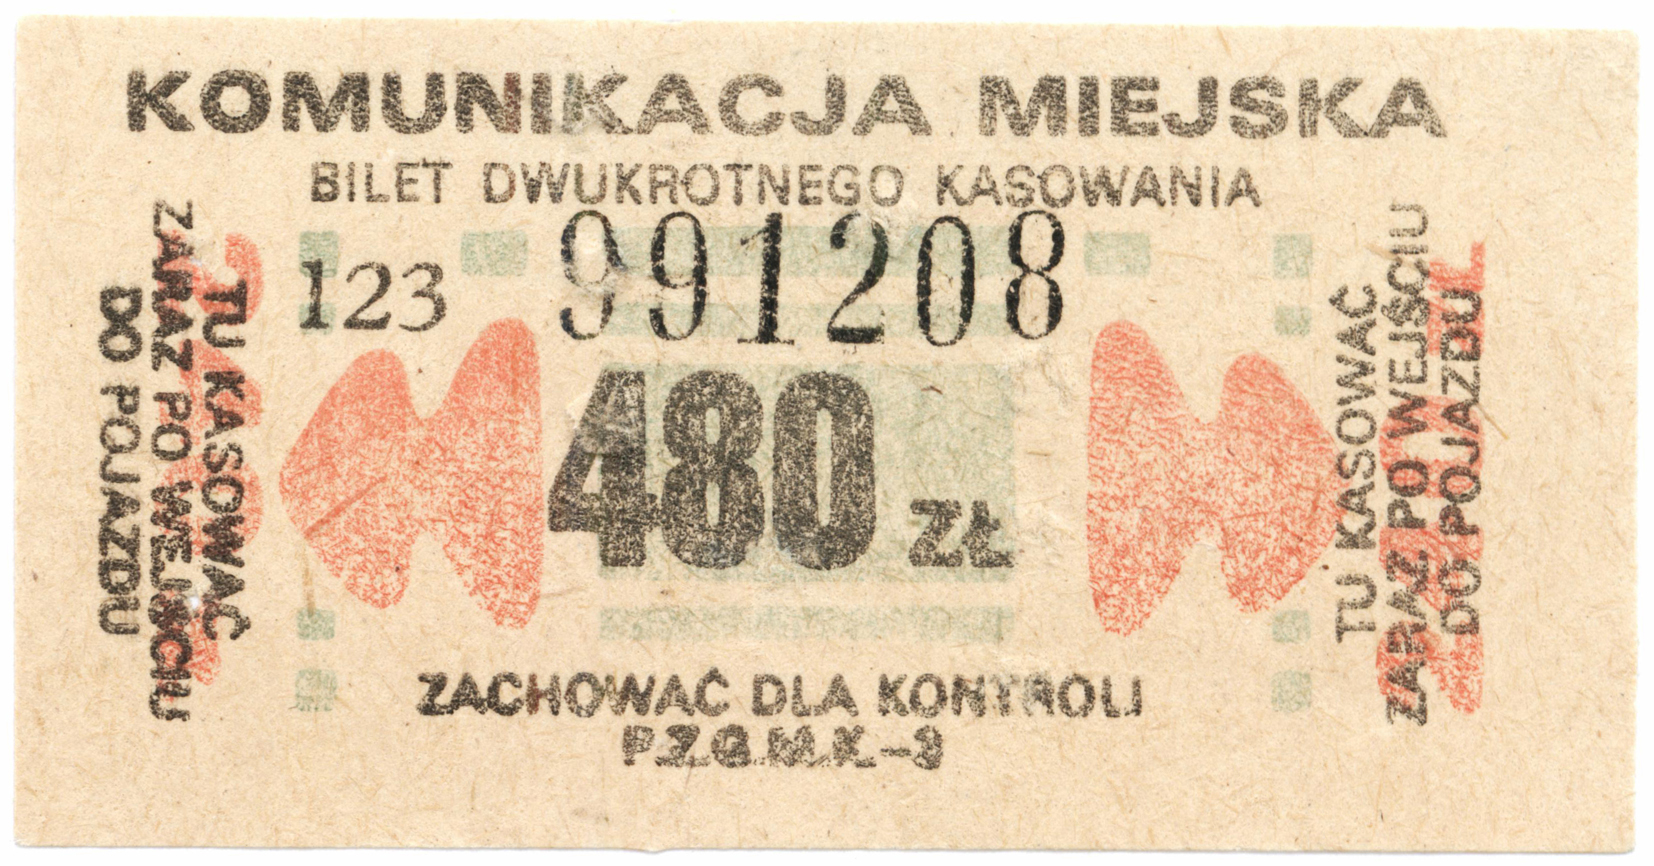 KOMUNIKACJA MIEJSKA
BILET DWUKROTNEGO KASOWANIA
123 991208
480 ZŁ
TU KASOWAĆ
ZARAZ PO WEJŚCIU
DO POJAZDU
TU KASOWAĆ
ZARAZ PO WEJŚCIU
DO POJAZDU
ZACHOWAĆ DLA KONTROLI
P.Z.G.M.K.-3